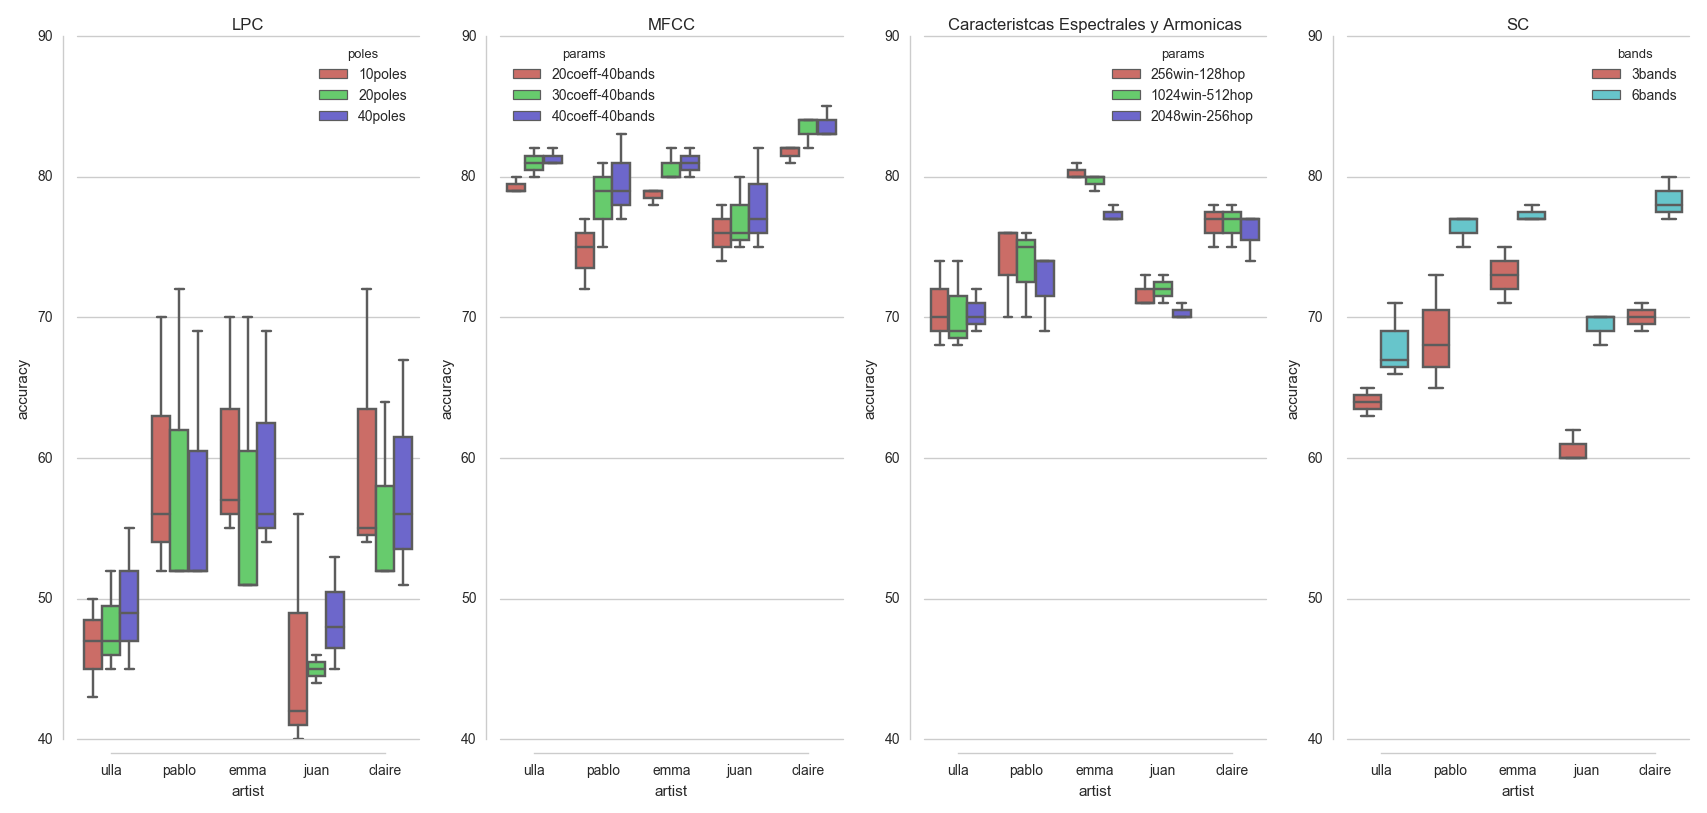 LPC
poles
10poles
20poles
40poles
90
80
70
60
50
40
accuracy
ulla pablo emma juan claire
artist
MFCC
params
20coeff-40bands
30coeff-40bands
40coeff-40bands
90
80
70
60
50
40
accuracy
ulla pablo emma juan claire
artist
Caracteristcas Espectrales y Armonicas
params
256win-128hop
1024win-512hop
2048win-256hop
90
80
70
60
50
40
accuracy
ulla pablo emma juan claire
artist
SC
bands
3bands
6bands
90
80
70
60
50
40
accuracy
ulla pablo emma juan claire
artist